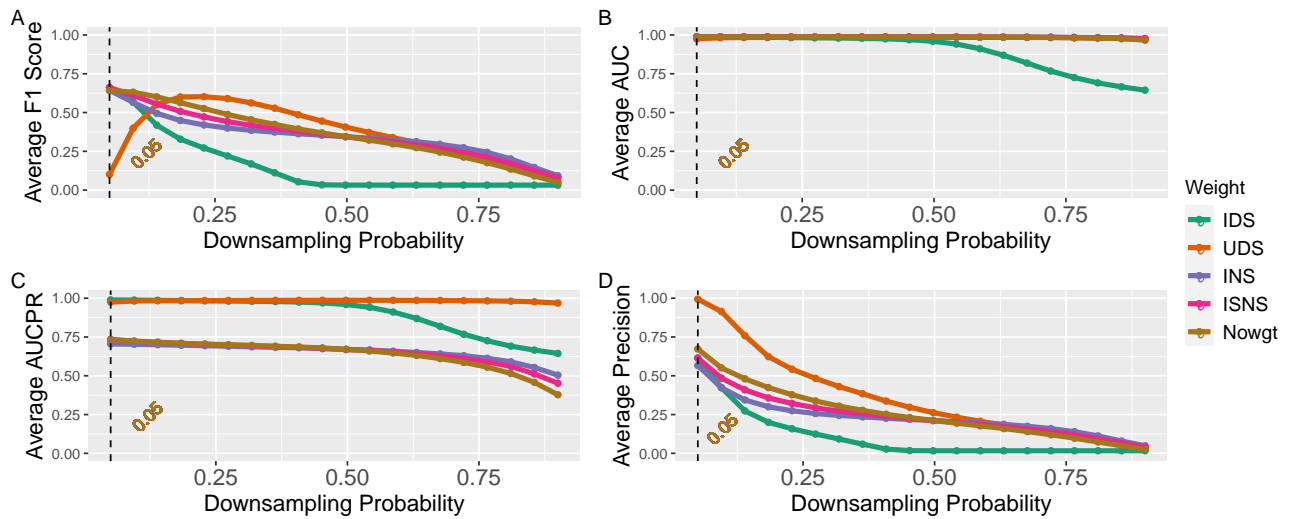 A
Average F1 Score
1.00
0.75
0.50
0.25
0.00
0.05
0.25
0.50
0.75
Downsampling Probability
B
Average AUC
1.00
0.75
0.50
0.25
0.00
0.05
0.25
0.50
0.75
Downsampling Probability
C
Average AUCPR
1.00
0.75
0.50
0.25
0.00
0.05
0.25
0.50
0.75
Downsampling Probability
D
Average Precision
1.00
0.75
0.50
0.25
0.00
0.05
0.25
0.50
0.75
Downsampling Probability
Weight
IDS
UDS
INS
ISNS
Nowgt